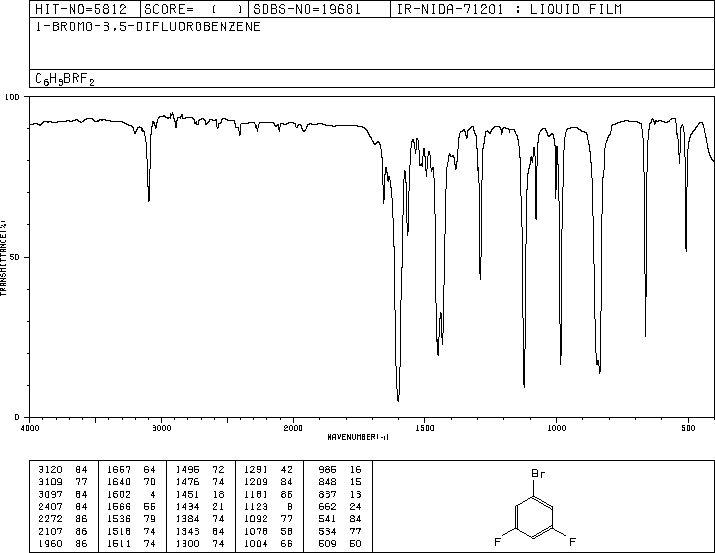 HIT-NO=5812 SCORE= ( ) SDBS-NO=19681 IR-NIDA-71201 : LIQUID FILM
1-BROMO-3,5-DIFLUOROBENZENE
C6H3BRF2
100
50
0
TRANSMITTANCE(%)
4000 3000 2000 1500 1000 500
WAVENUMBER(-1)
3120 84 1667 64 1496 72 1291 42 986 16
3109 77 1640 70 1476 74 1209 84 848 15
3097 64 1602 4 1451 18 1181 86 837 13
2407 84 1566 55 1434 21 1123 8 662 24
2272 86 1536 79 1384 74 1092 77 541 84
2107 86 1518 74 1343 84 1078 58 534 77
1960 86 1511 74 1300 74 1004 66 509 50
Br
F F